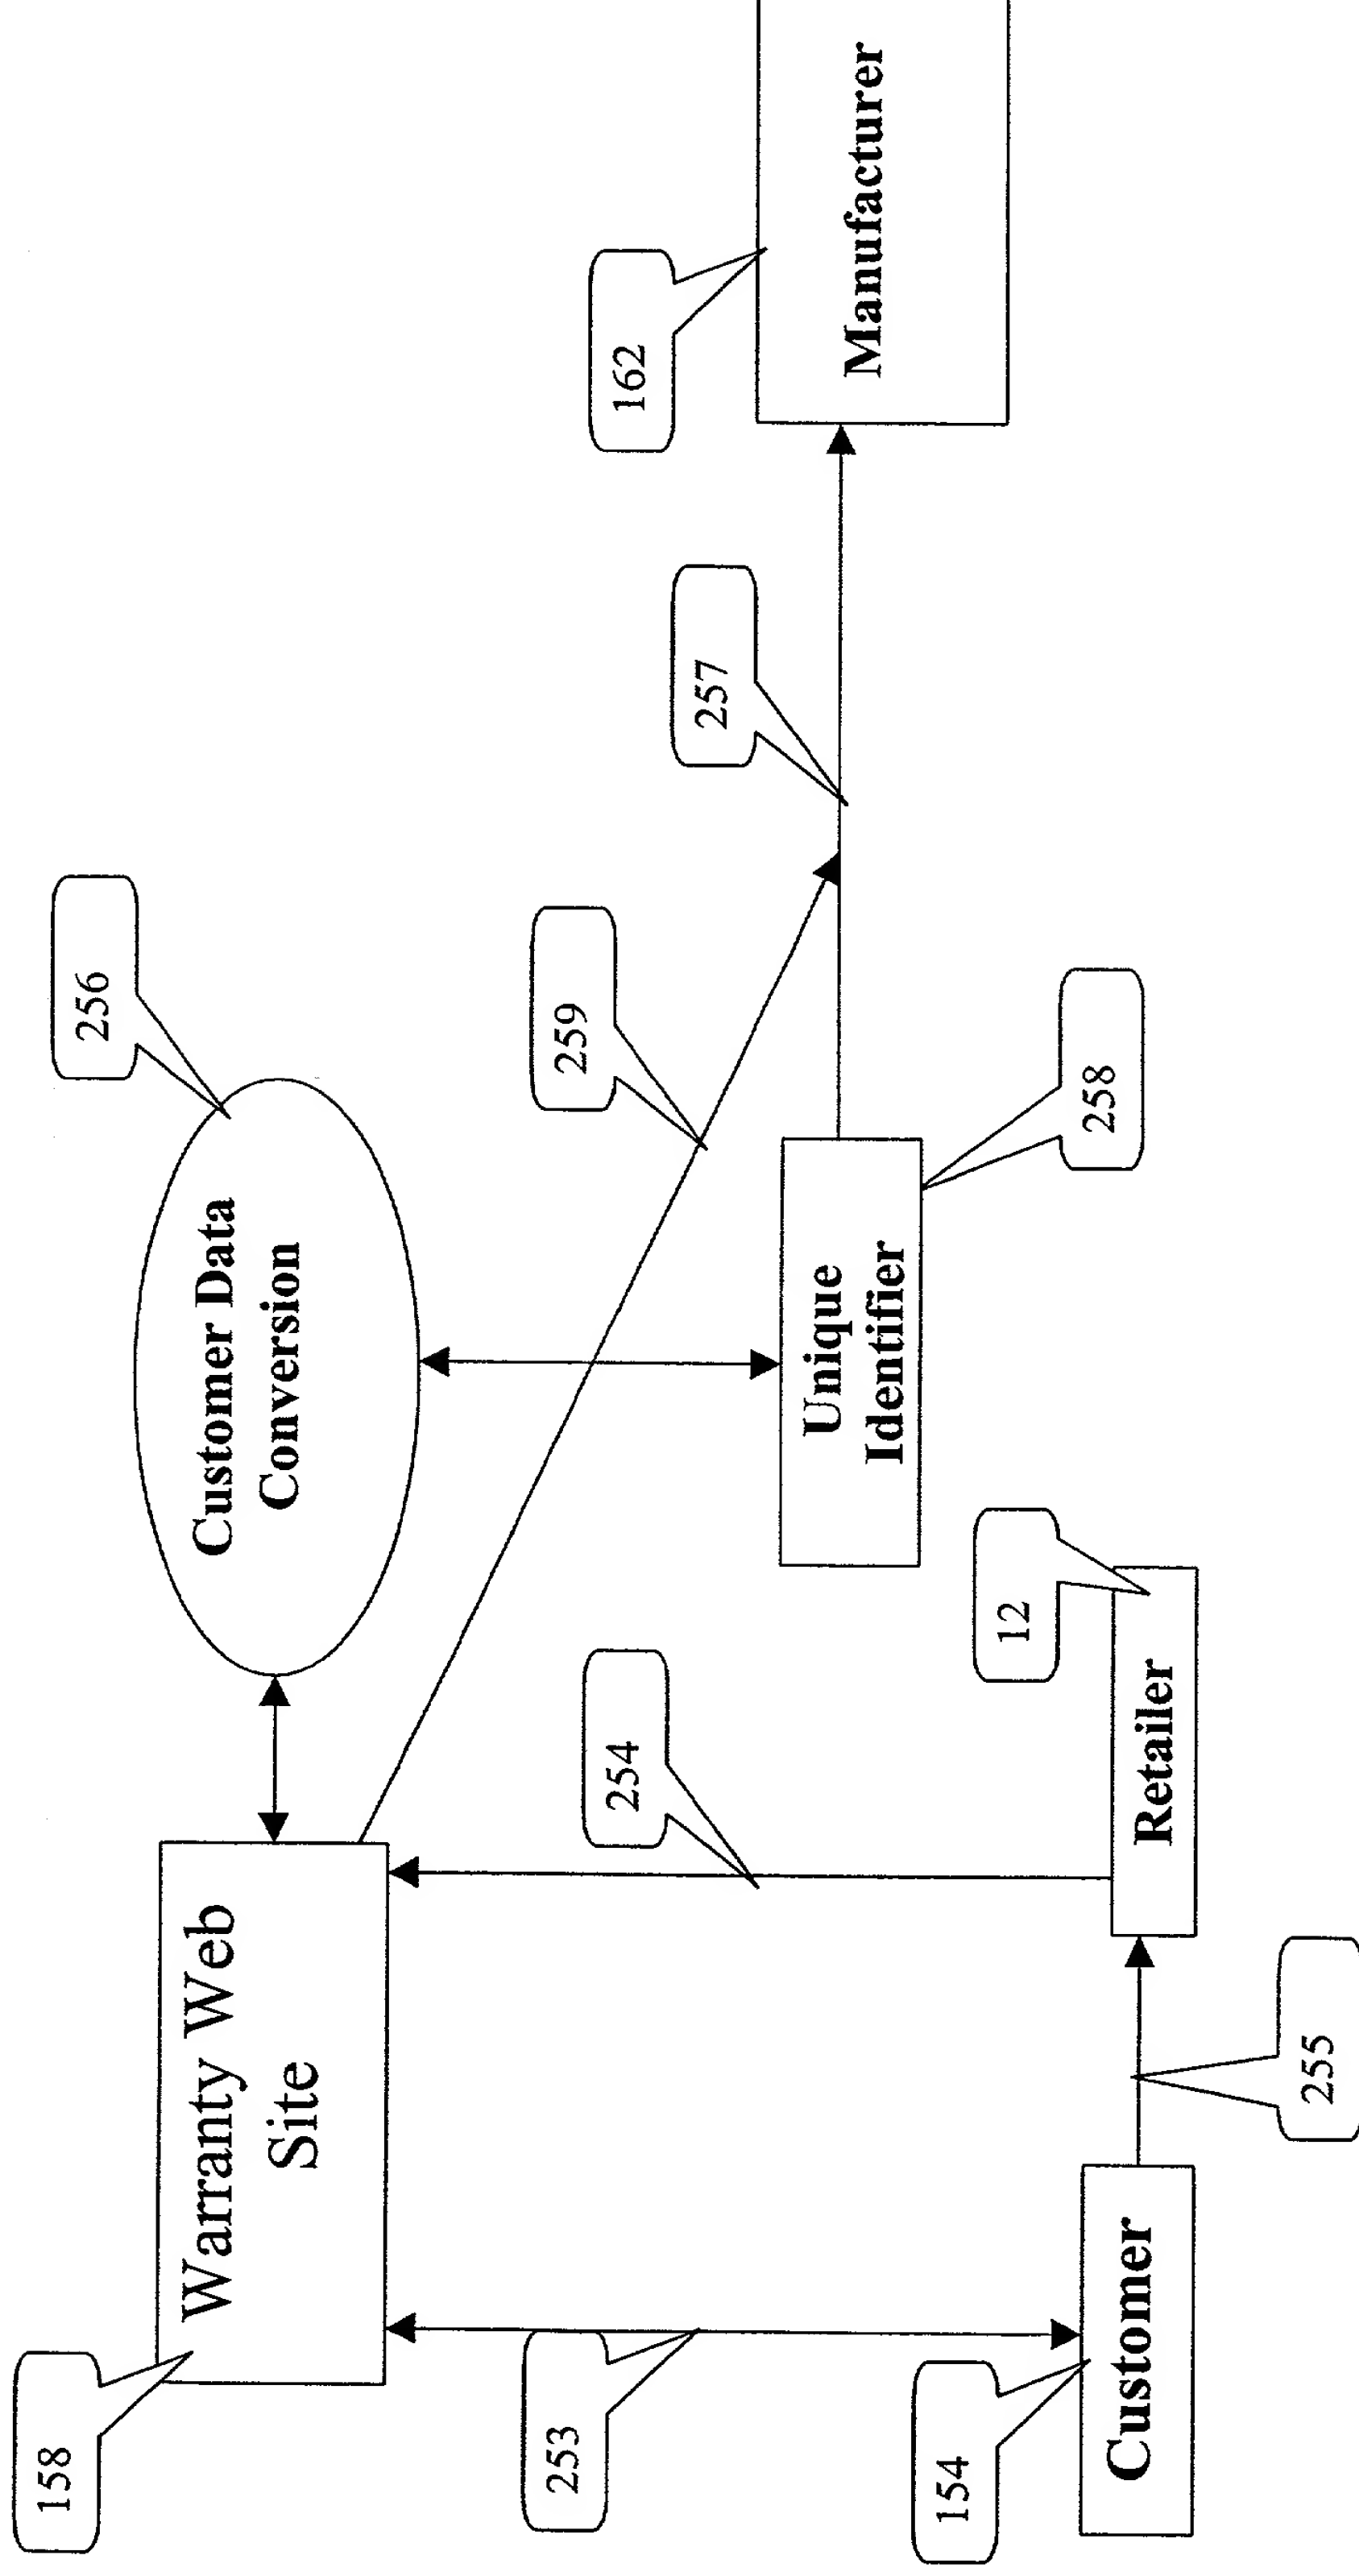 158
Warranty Web
Site
256
Customer Data
Conversion
253
254
259
257
162
Manufacturer
Unique
Identifier
258
154
Customer
255
12
Retailer